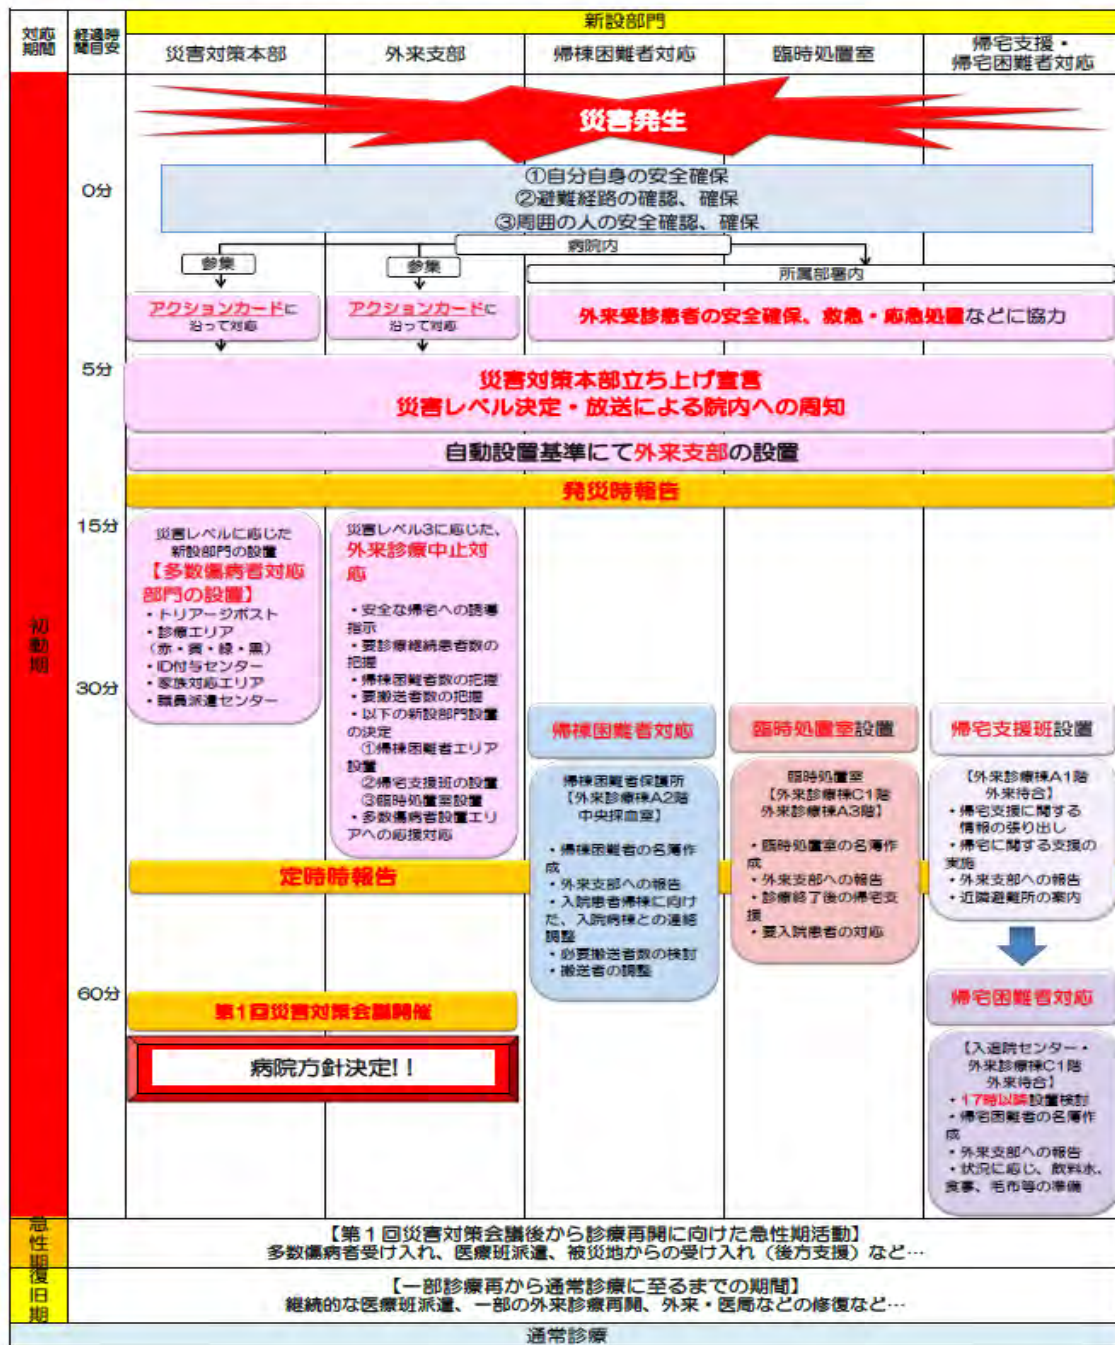 対応
期間
経過時
間目安
新設部門
災害対策本部
外来支部
帰棟困難者対応
臨時処置室
帰宅支援・
帰宅困難者対応
災害発生
0分
①自分自身の安全確保
②避難経路の確認、確保
③周囲の人の安全確認、確保
病院内
参集
参集
所属部署内
アクションカードに
沿って対応
アクションカードに
沿って対応
外来受診患者の安全確保、救急・応急処置などに協力
5分
災害対策本部立ち上げ宣言
災害レベル決定・放送による院内への周知
自動設置基準にて外来支部の設置
発災時報告
初動期
15分
災害レベルに応じた
新設部門の設置
【多数傷病者対応
部門の設置】
・トリアージポスト
・診療エリア
（赤・黄・緑・黒）
・ID付与センター
・家族対応エリア
・職員派遣センター
災害レベル3に応じた、
外来診療中止対
応
・安全な帰宅への誘導
指示
・要診療継続患者数の
把握
・帰棟困難者数の把握
・要搬送者数の把握
・以下の新設部門設置
の決定
①帰棟困難者エリア
設置
②帰宅支援班の設置
③臨時処置室設置
・多数傷病者設置エリ
アへの応援対応
30分
帰棟困難者対応
帰棟困難者保護所
【外来診療棟A2階
中央採血室】
・帰棟困難者の名簿作
成
・外来支部への報告
・入院患者帰棟に向け
た、入院病棟との連絡
調整
・必要搬送者数の検討
・搬送者の調整
臨時処置室設置
臨時処置室
【外来診療棟C1階
外来診療棟A3階】
・臨時処置室の名簿作
成
・外来支部への報告
・診療終了後の帰宅支
援
・要入院患者の対応
帰宅支援班設置
【外来診療棟A1階
外来待合】
・帰宅支援に関する
情報の張り出し
・帰宅に関する支援の
実施
・外来支部への報告
・近隣避難所の案内
定時時報告
60分
第1回災害対策会議開催
病院方針決定!!
帰宅困難者対応
【入退院センター・
外来診療棟C1階
外来待合】
・17時以降設置検討
・帰宅困難者の名簿作
成
・外来支部への報告
・状況に応じ、飲料水、
食事、毛布等の準備
急性期
【第1回災害対策会議後から診療再開に向けた急性期活動】
多数傷病者受け入れ、医療班派遣、被災地からの受け入れ（後方支援）など…
復旧期
【一部診療再から通常診療に至るまでの期間】
継続的な医療班派遣、一部の外来診療再開、外来・医局などの修復など…
通常診療